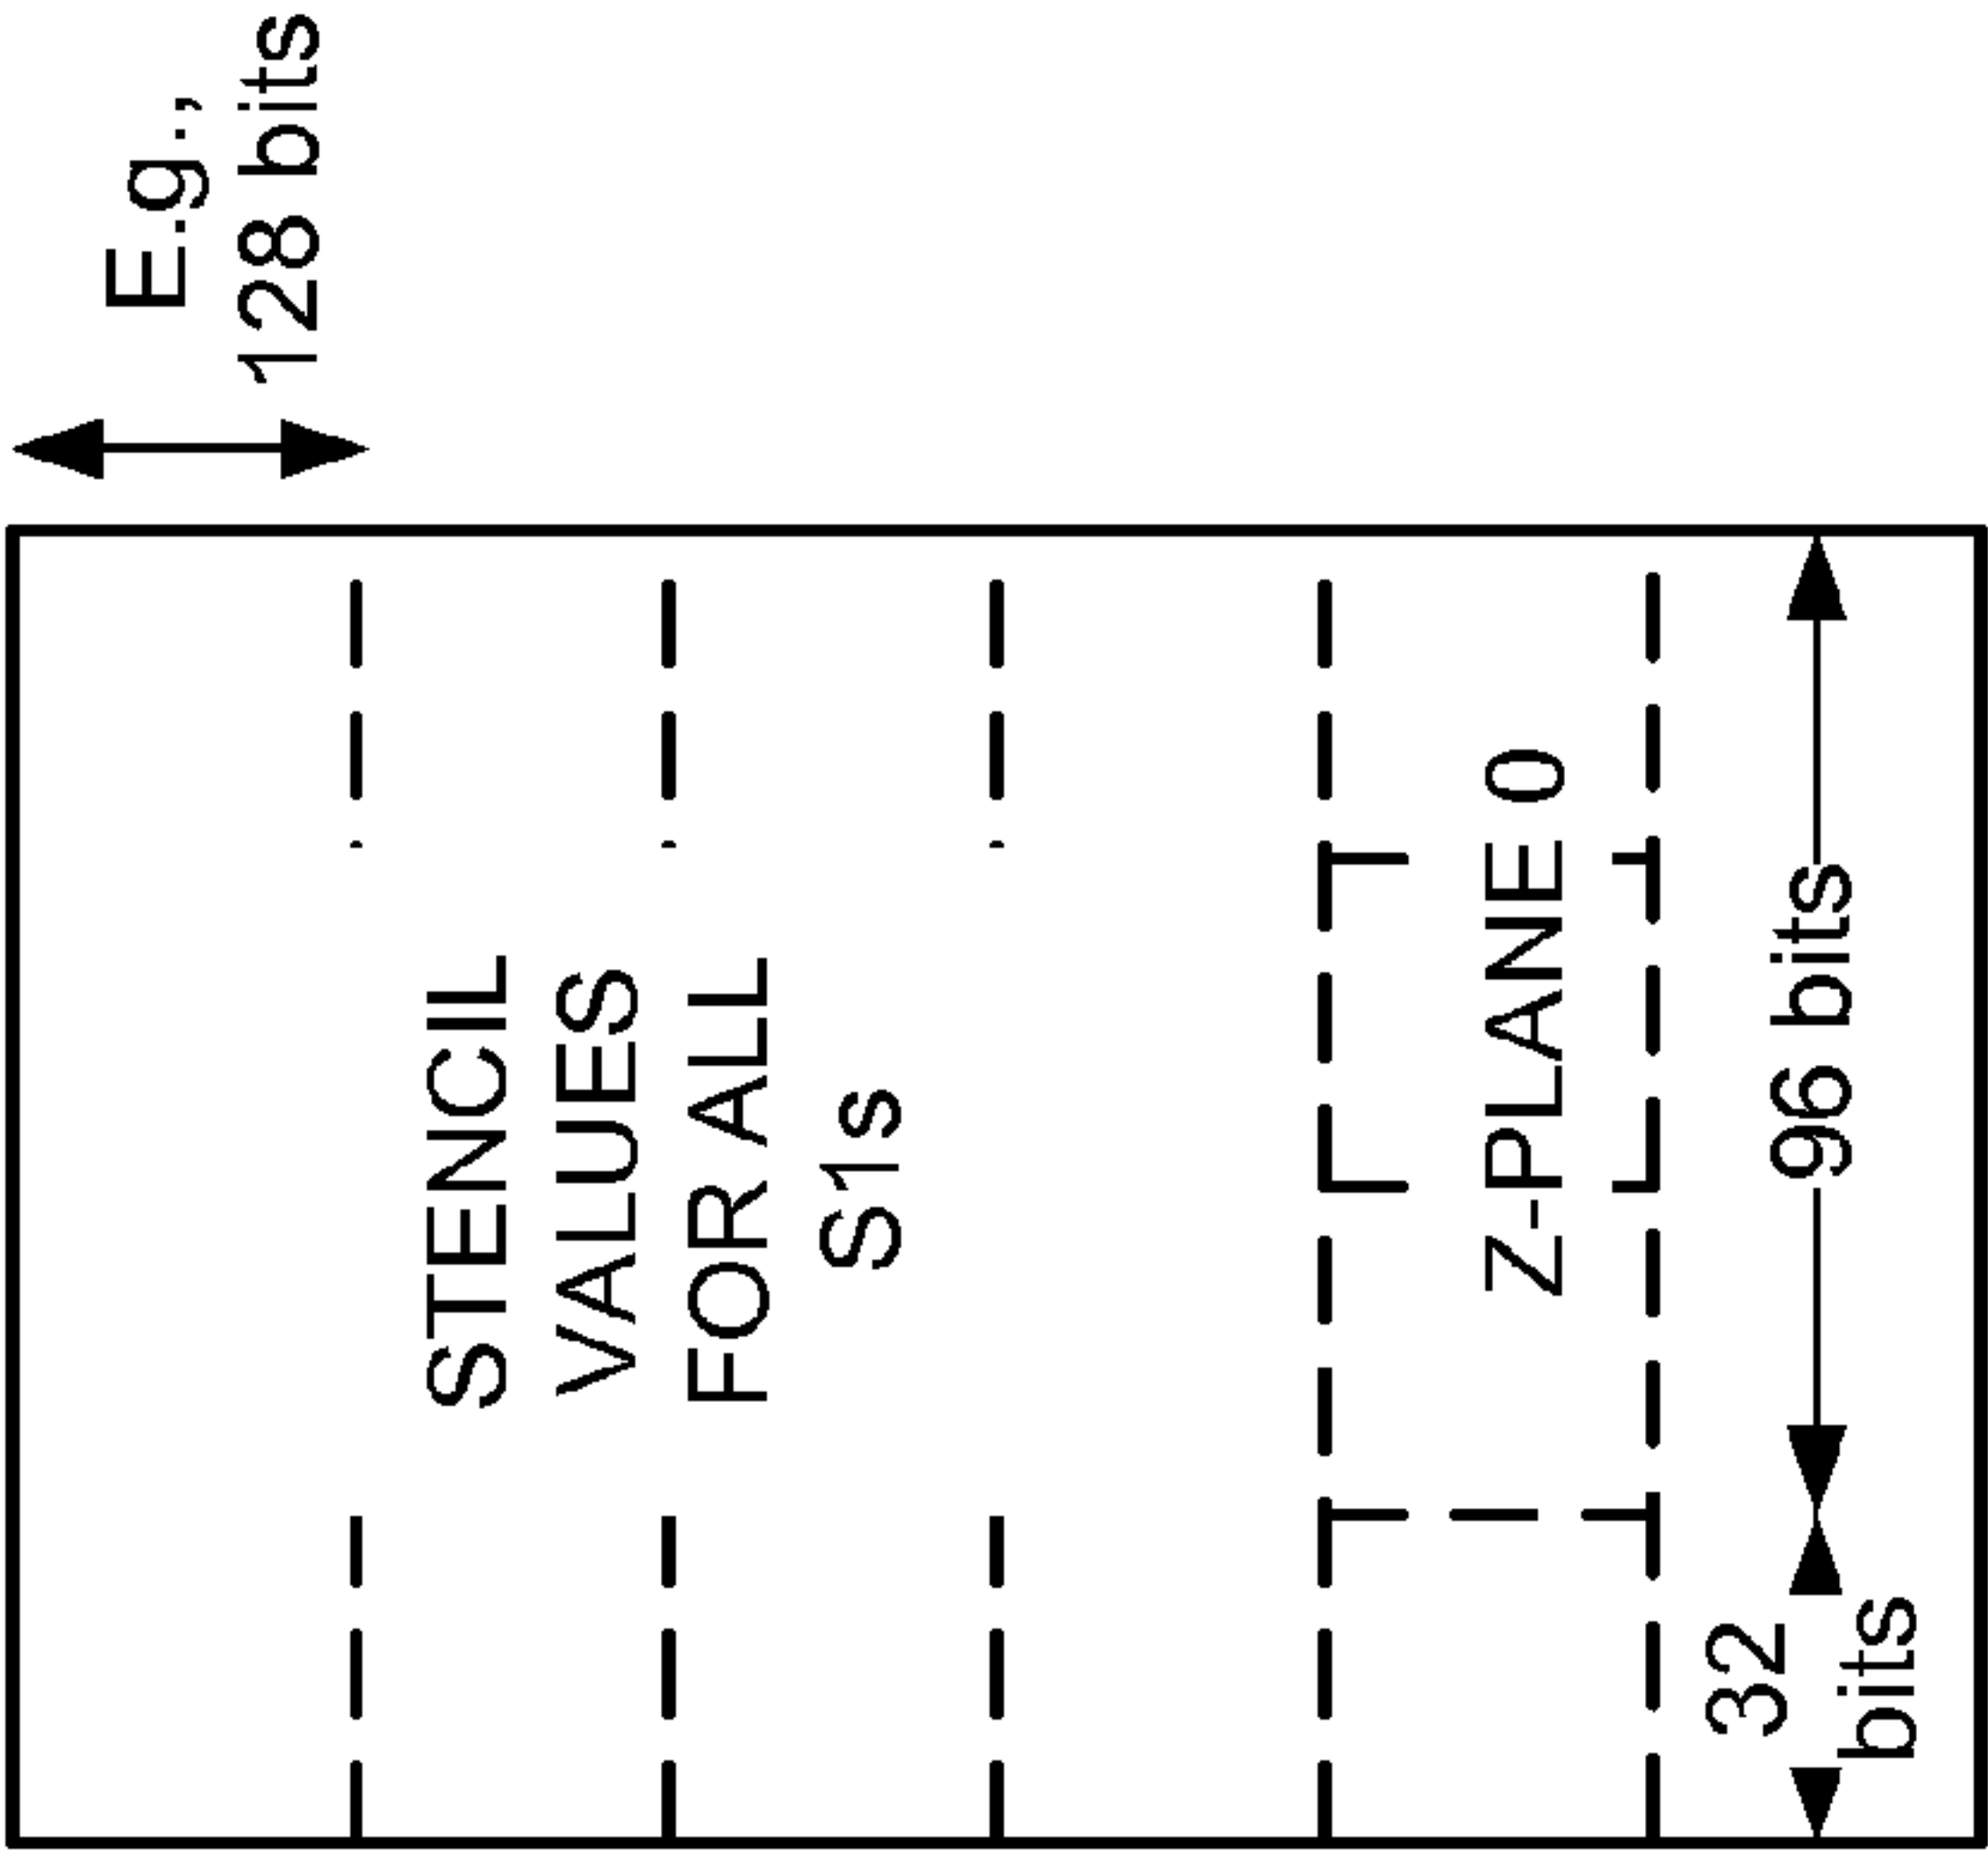 E.g.,
128 bits
STENCIL
VALUES
FOR ALL
S1s
Z-PLANE 0
96 bits
32
bits